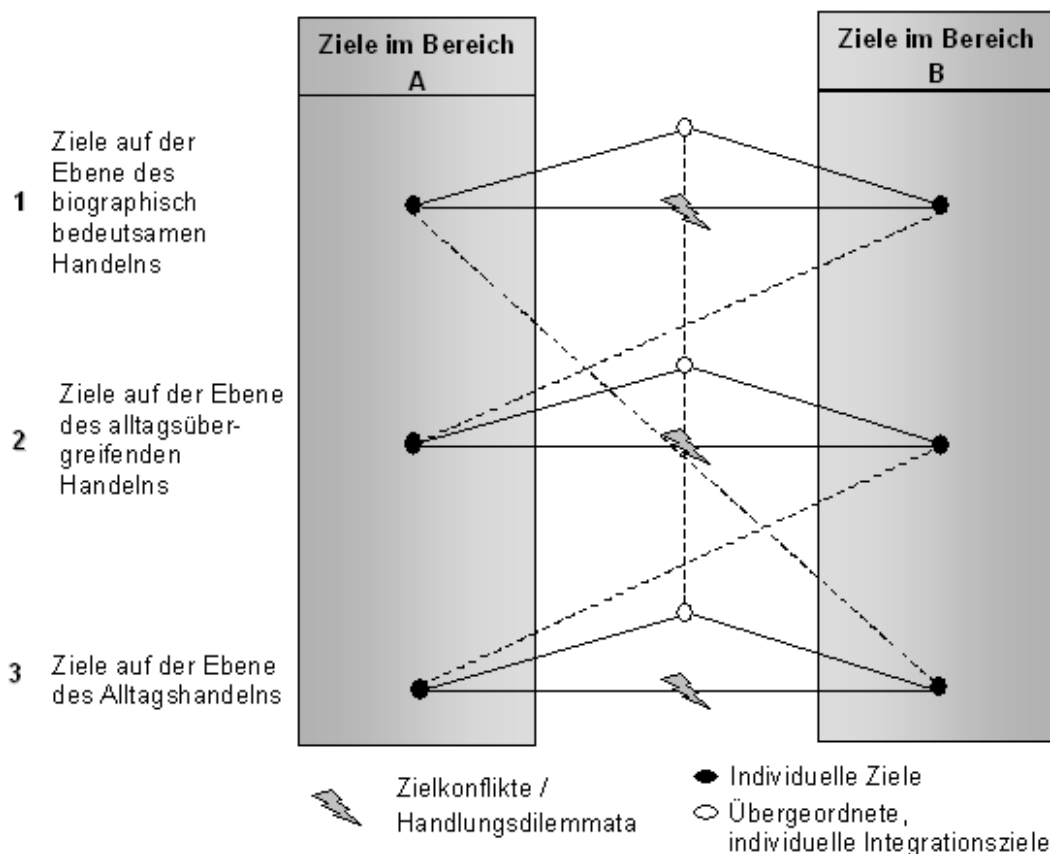 Ziele im Bereich
A
Ziele im Bereich
B
1
Ziele auf der
Ebene des
biographisch
bedeutsamen
Handelns
2
Ziele auf der Ebene
des alltagsüber-
greifenden
Handelns
3
Ziele auf der Ebene
des Alltagshandelns
Zielkonflikte /
Handlungsdilemmata
Individuelle Ziele
Übergeordnete,
individuelle Integrationsziele